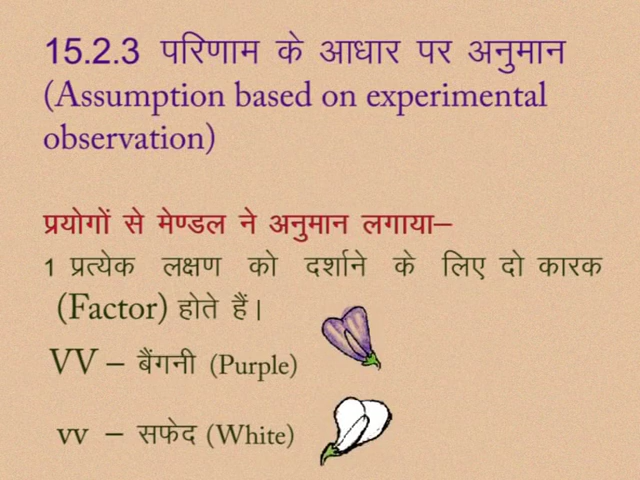 15.2.3 परिणाम के आधार पर अनुमान
(Assumption based on experimental
observation)
प्रयोगों से मेण्डल ने अनुमान लगाया–
1 प्रत्येक लक्षण को दर्शाने के लिए दो कारक
(Factor) होते हैं।
VV – बैंगनी (Purple)
vv – सफेद (White)